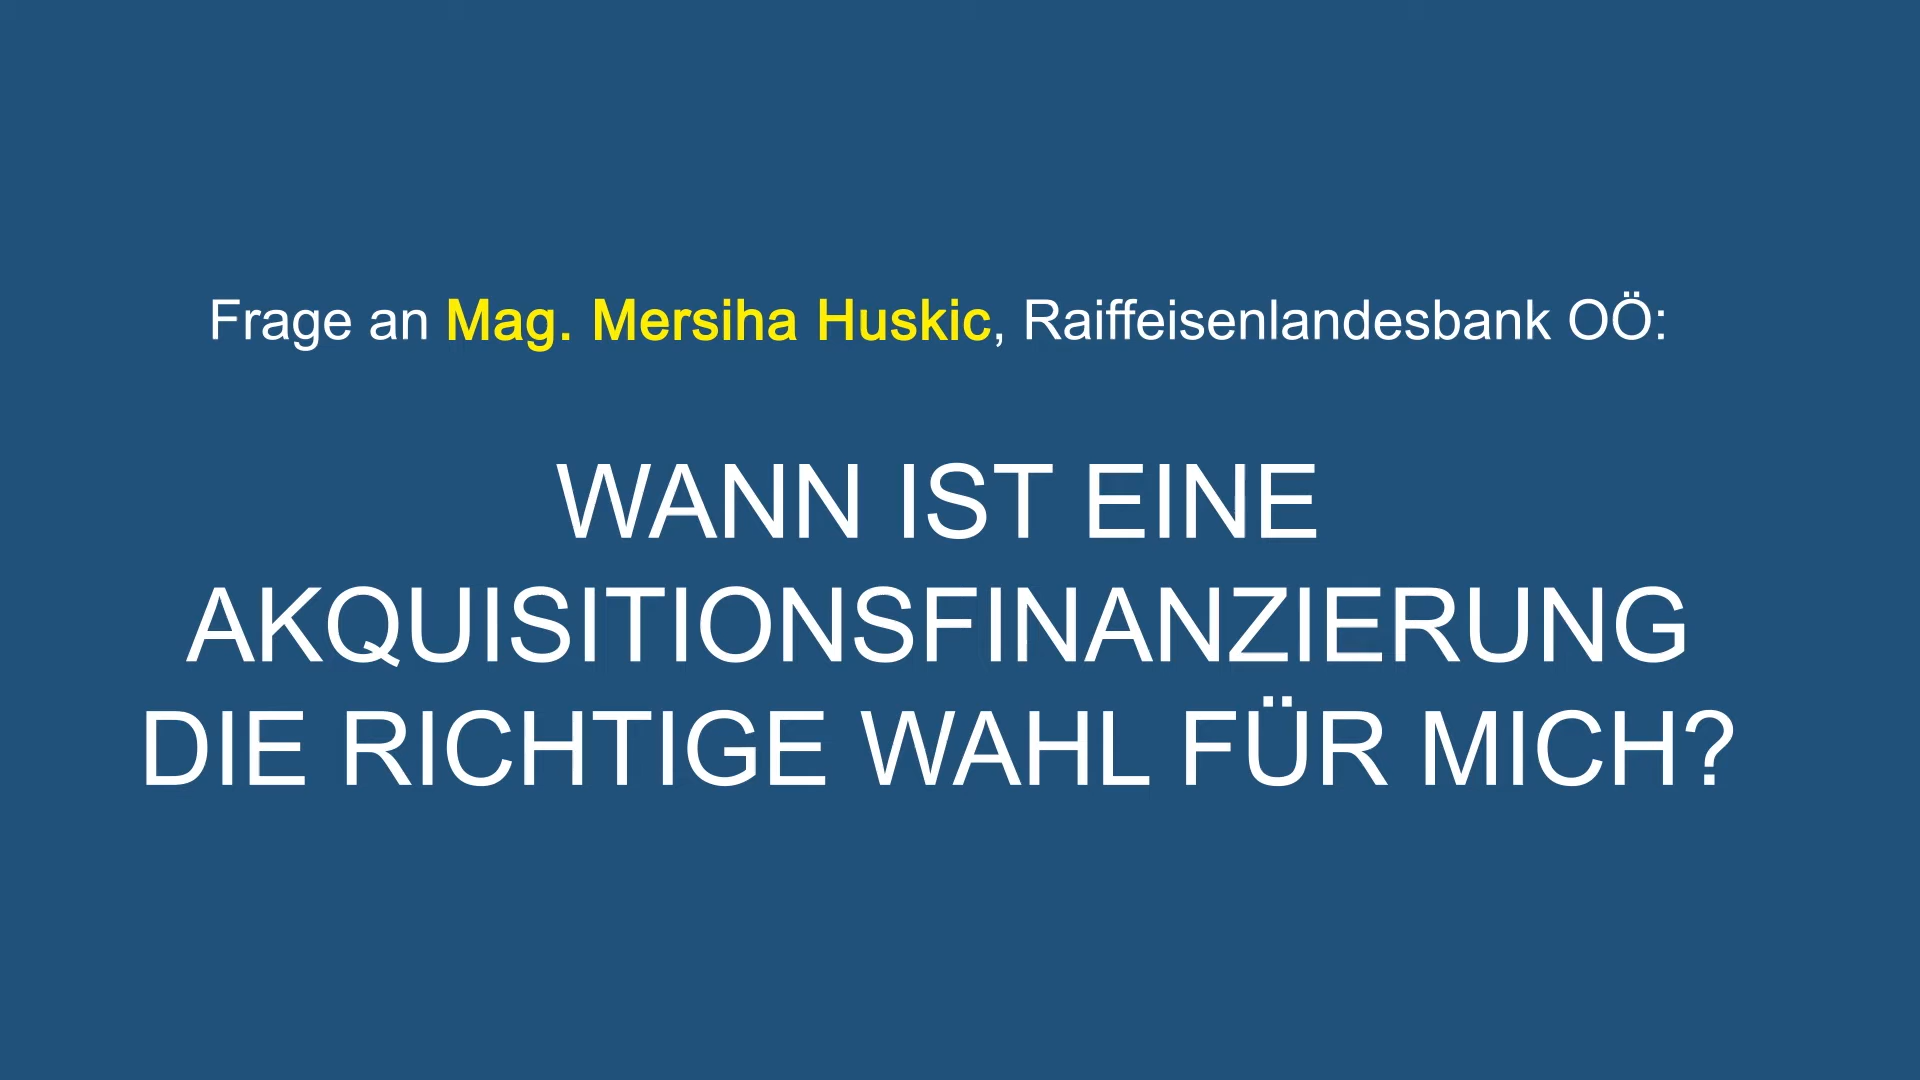 Frage an Mag. Mersiha Huskic, Raiffeisenlandesbank OÖ:
WANN IST EINE
AKQUISITIONSFINANZIERUNG
DIE RICHTIGE WAHL FÜR MICH?